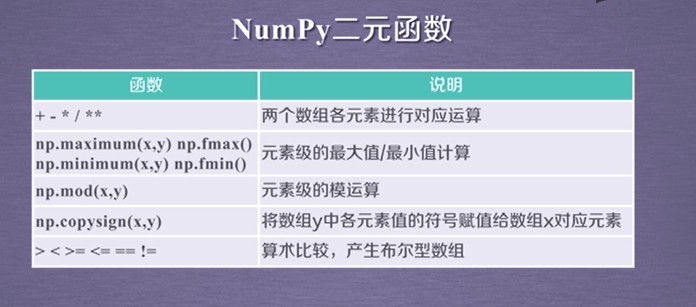 NumPy二元函数
函数 说明
+ - * / ** 两个数组各元素进行对应运算
np.maximum(x,y) np.fmax()
np.minimum(x,y) np.fmin() 元素级的最大值/最小值计算
np.mod(x,y) 元素级的模运算
np.copysign(x,y) 将数组y中各元素值的符号赋值给数组x对应元素
> < >= <= == != 算术比较，产生布尔型数组